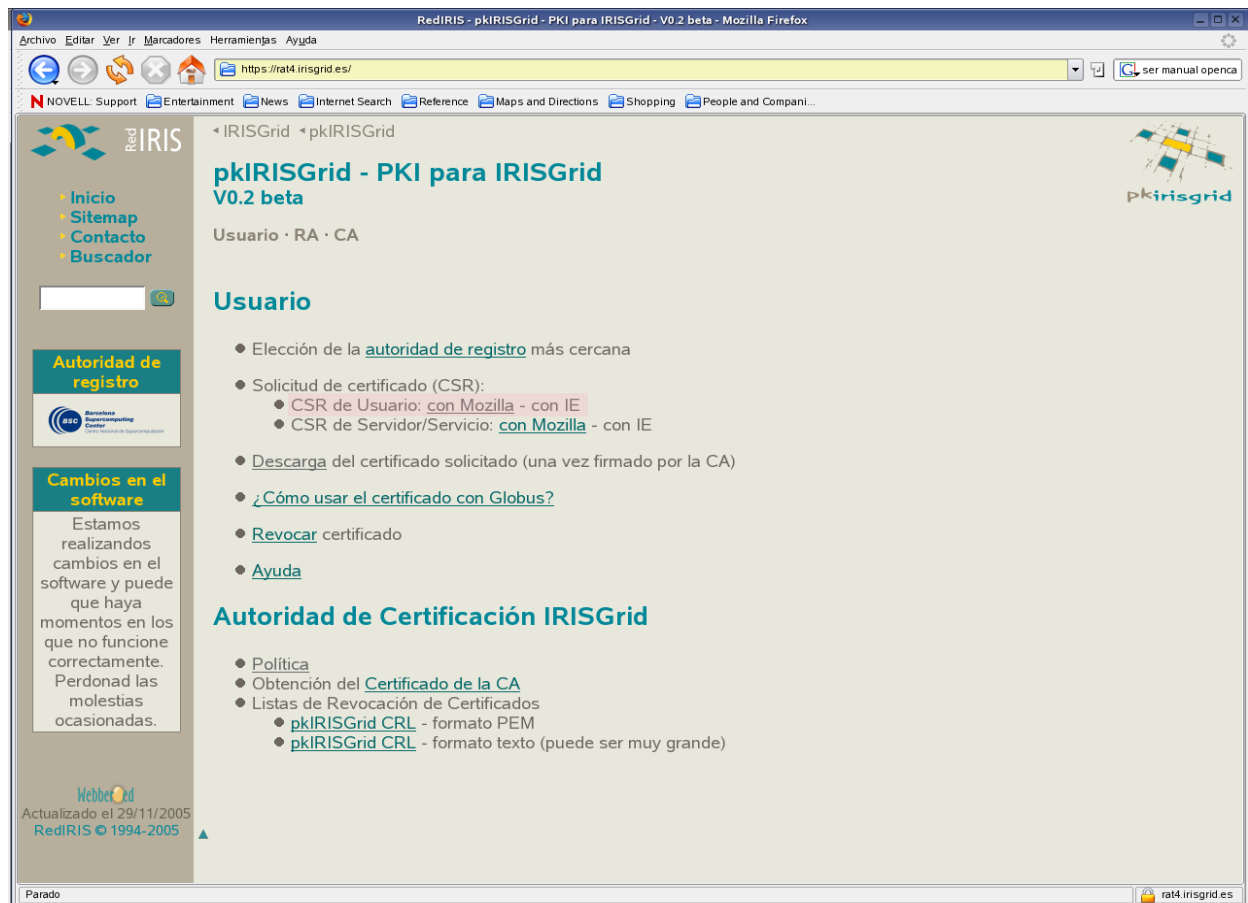 RedIRIS - pkIRISGrid - PKI para IRISGrid - V0.2 beta - Mozilla Firefox
Archivo Editar Ver Ir Marcadores Herramientas Ayuda
https://rat4.irisgrid.es/
ser manual openca
NOVELL: Support Entertainment News Internet Search Reference Maps and Directions Shopping People and Compani...
RedIRIS
Inicio
Sitemap
Contacto
Buscador
Autoridad de
registro
BSC
Barcelona
Supercomputing
Center
Centro Nacional de Supercomputación
Cambios en el
software
Estamos
realizandos
cambios en el
software y puede
que haya
momentos en los
que no funcione
correctamente.
Perdonad las
molestias
ocasionadas.
WebbeRed
Actualizado el 29/11/2005
RedIRIS © 1994-2005
IRISGrid pkIRISGrid
pkIRISGrid - PKI para IRISGrid
V0.2 beta
pkirisgrid
Usuario · RA · CA
Usuario
Elección de la autoridad de registro más cercana
Solicitud de certificado (CSR):
CSR de Usuario: con Mozilla - con IE
CSR de Servidor/Servicio: con Mozilla - con IE
Descarga del certificado solicitado (una vez firmado por la CA)
¿Cómo usar el certificado con Globus?
Revocar certificado
Ayuda
Autoridad de Certificación IRISGrid
Política
Obtención del Certificado de la CA
Listas de Revocación de Certificados
pkIRISGrid CRL - formato PEM
pkIRISGrid CRL - formato texto (puede ser muy grande)
Parado
rat4.irisgrid.es